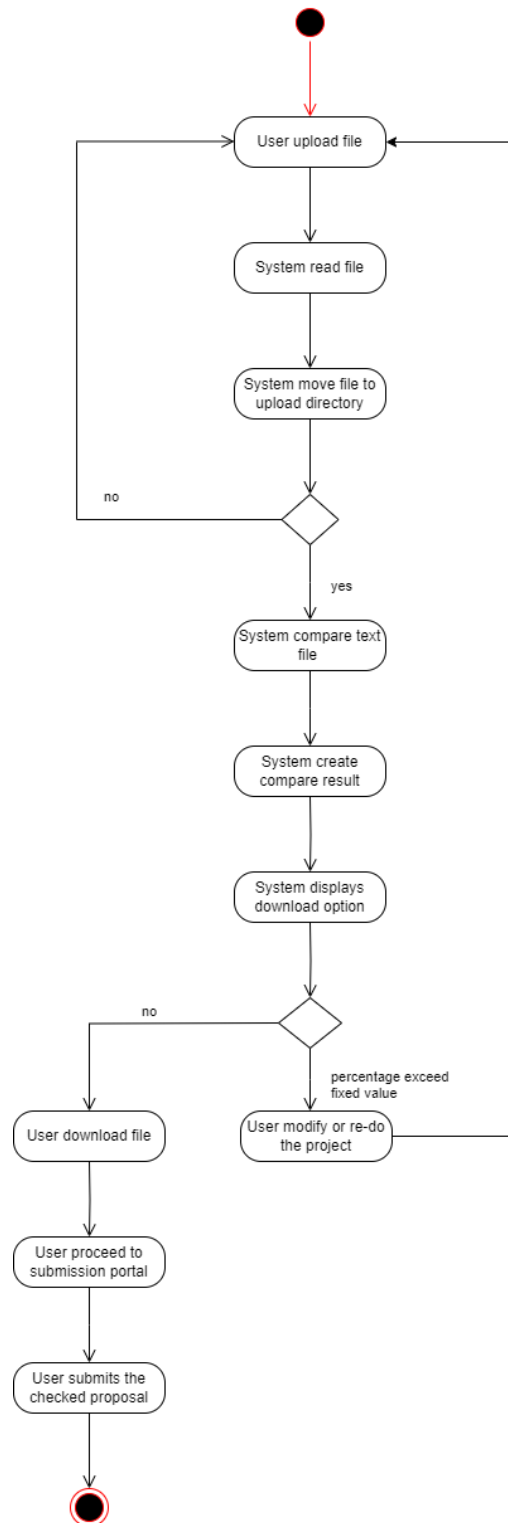 User upload file
System read file
System move file to
upload directory
no
yes
System compare text
file
System create
compare result
System displays
download option
no
percentage exceed
fixed value
User download file
User modify or re-do
the project
User proceed to
submission portal
User submits the
checked proposal